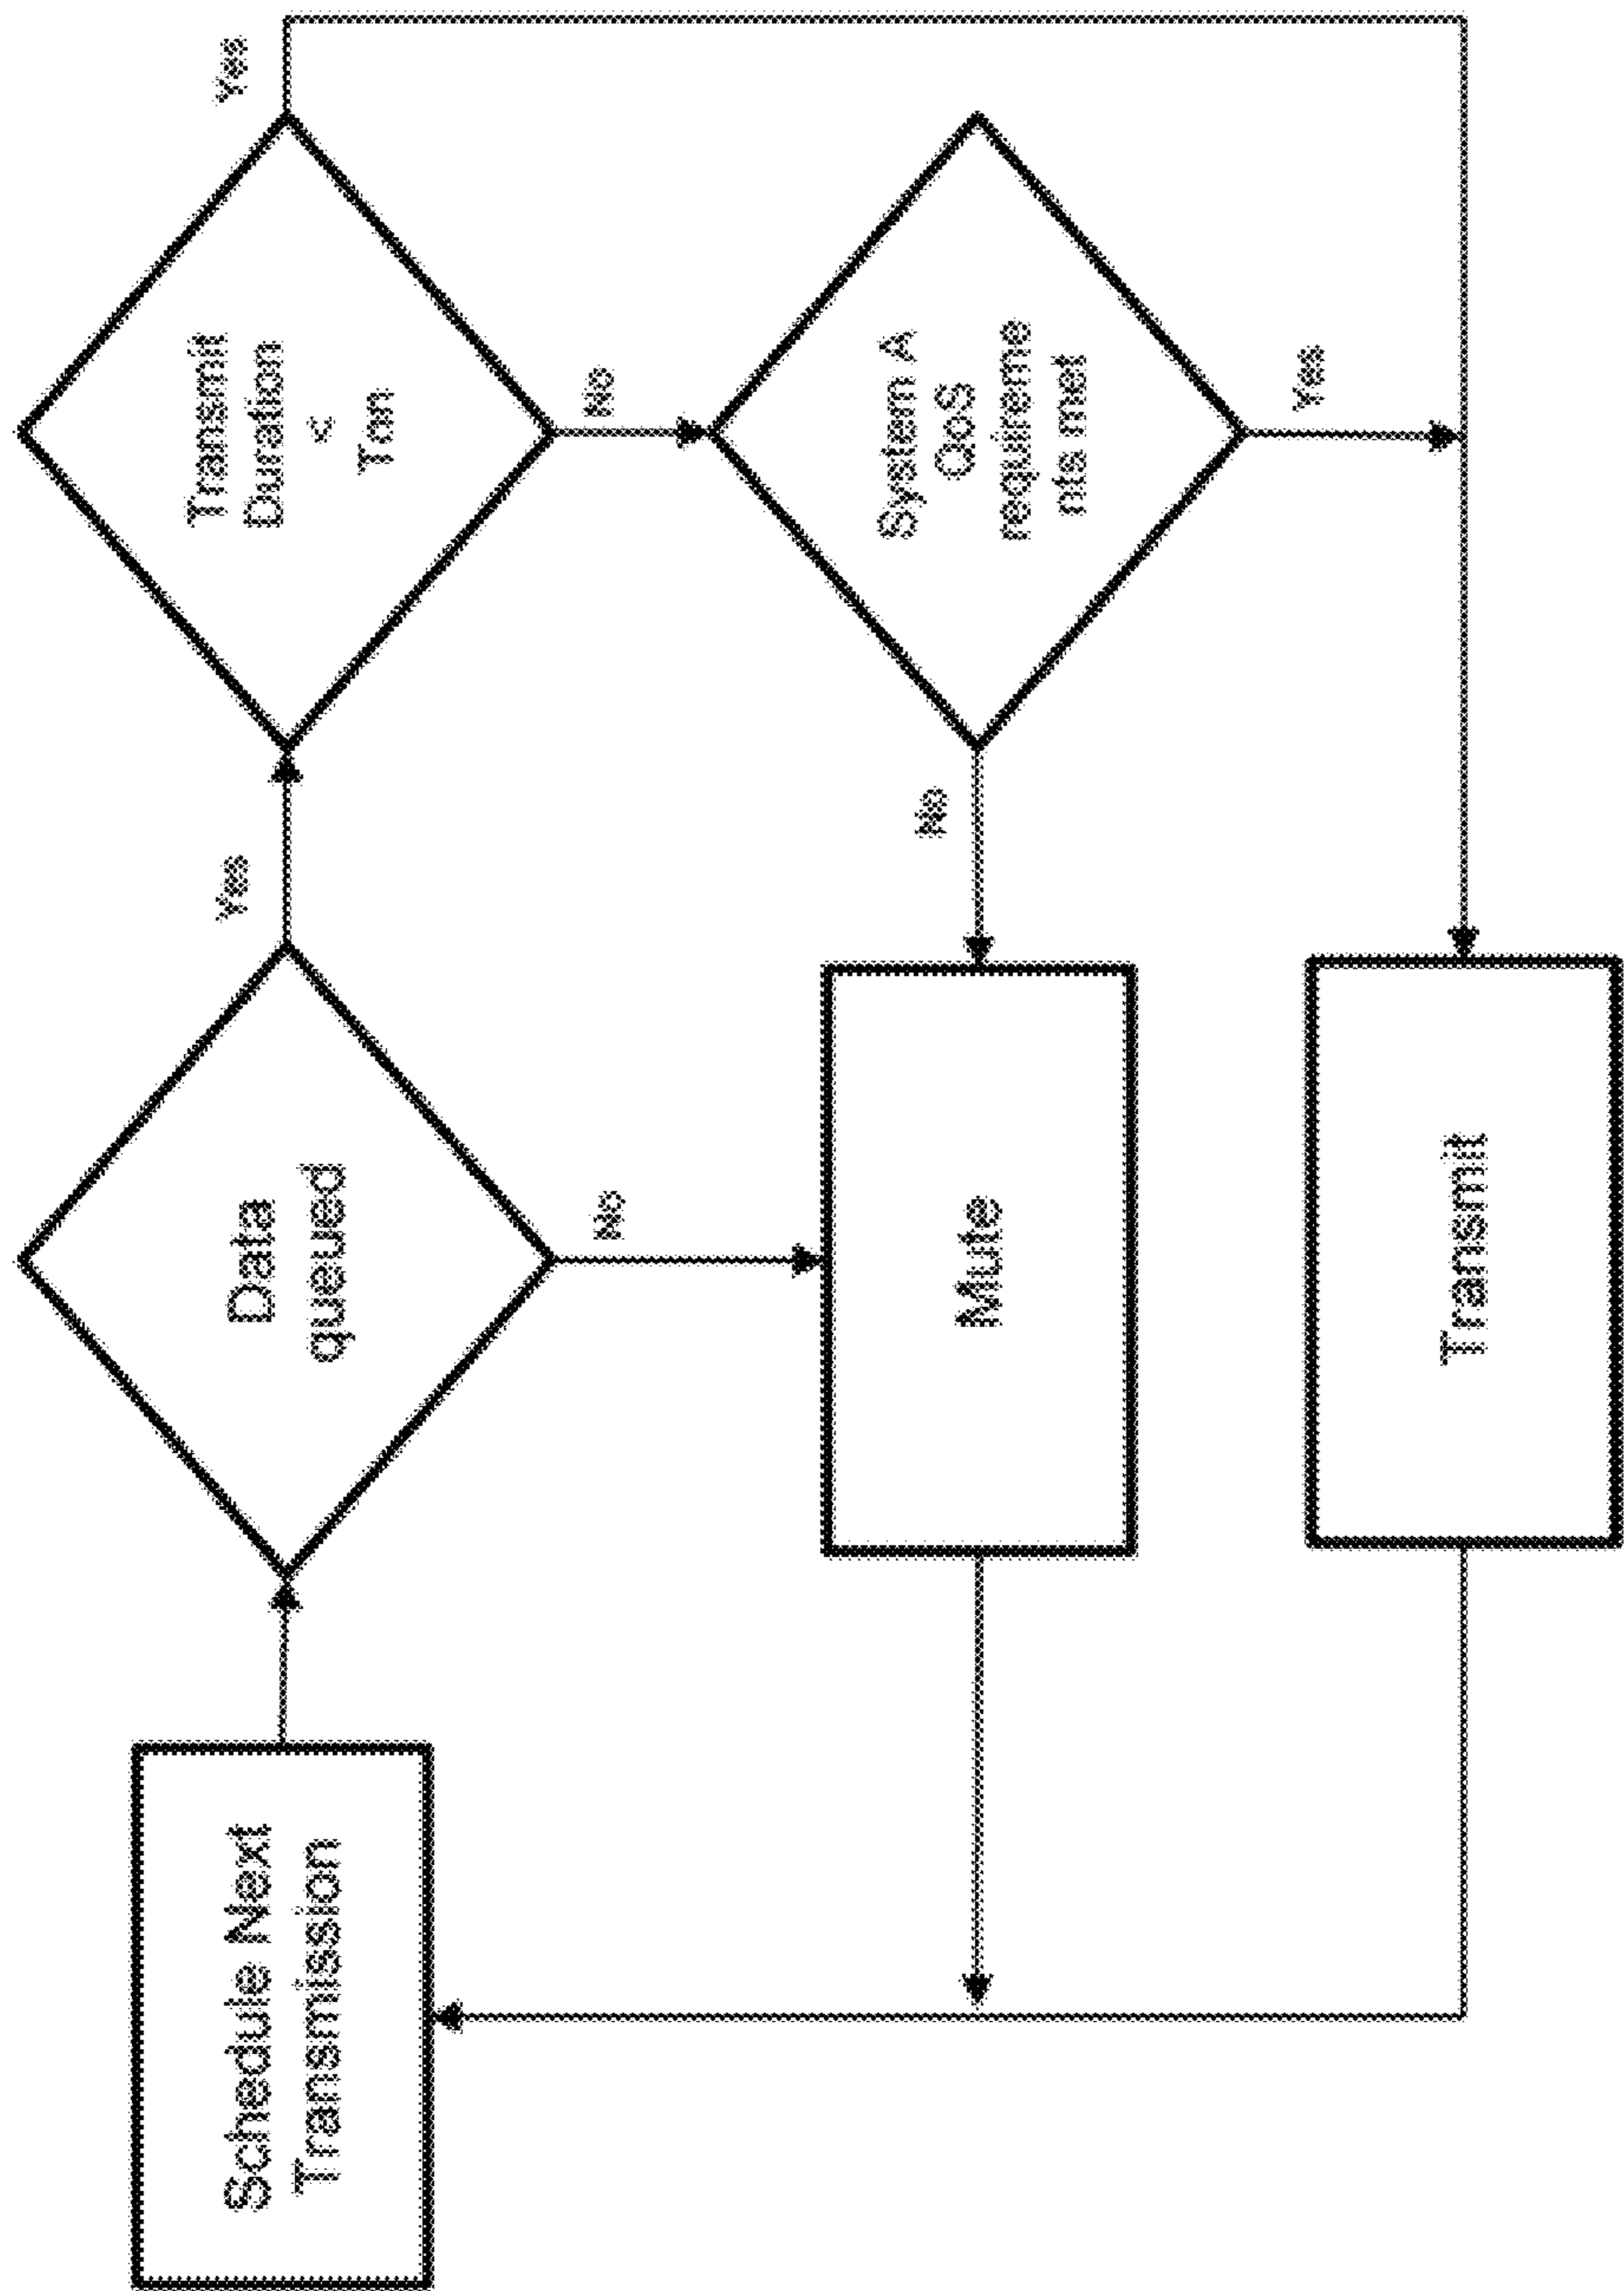 Schedule Next
Transmission
Data
queued
Yes
No
Transmit
Duration
<
Ton
Yes
No
System A
QoS
requireme
nts met
No
Yes
Mute
Transmit